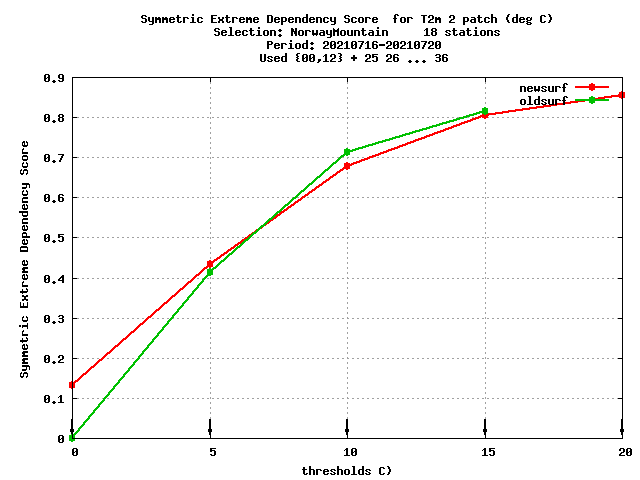 Symmetric Extreme Dependency Score  for T2m 2 patch (deg C)
Selection: NorwayMountain     18 stations
Period: 20210716-20210720
Used {00,12} + 25 26 ... 36
newsurf
oldsurf
Symmetric Extreme Dependency Score
0.9
0.8
0.7
0.6
0.5
0.4
0.3
0.2
0.1
0
0 5 10 15 20
thresholds C)